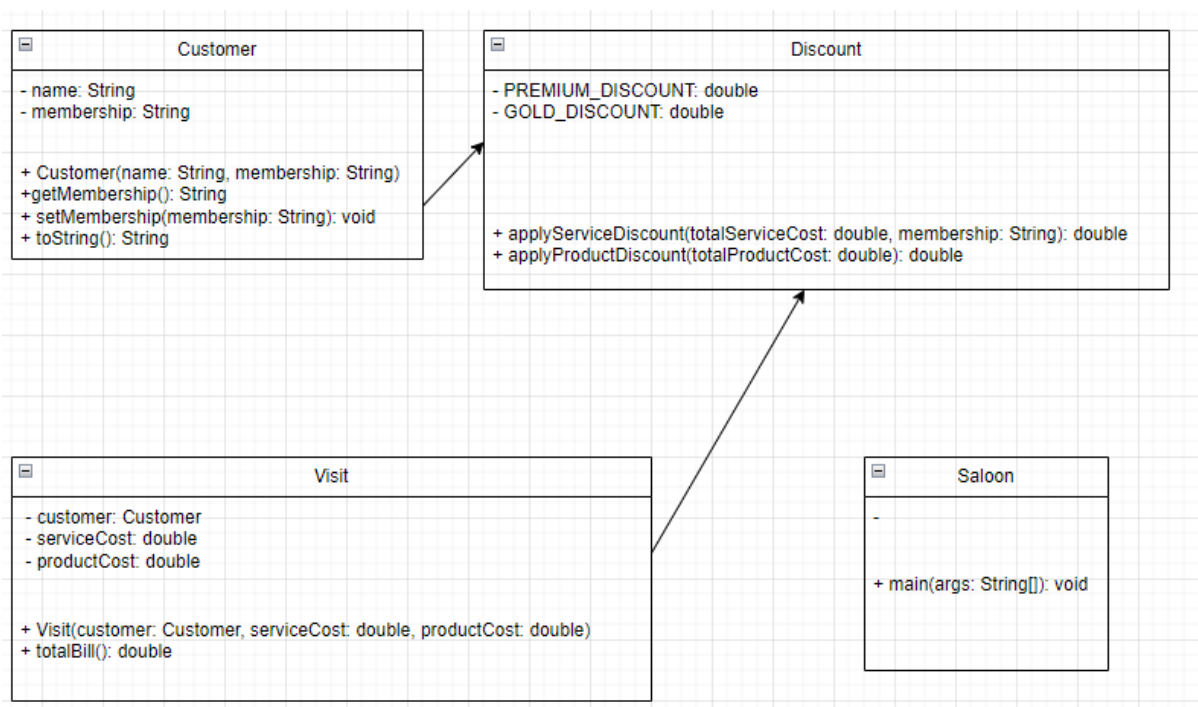 Customer
- name: String
- membership: String
+ Customer(name: String, membership: String)
+getMembership(): String
+ setMembership(membership: String): void
+ toString(): String
Discount
- PREMIUM_DISCOUNT: double
- GOLD_DISCOUNT: double
+ applyServiceDiscount(totalServiceCost: double, membership: String): double
+ applyProductDiscount(totalProductCost: double): double
Visit
- customer: Customer
- serviceCost: double
- productCost: double
+ Visit(customer: Customer, serviceCost: double, productCost: double)
+ totalBill(): double
Saloon
-
+ main(args: String[]): void